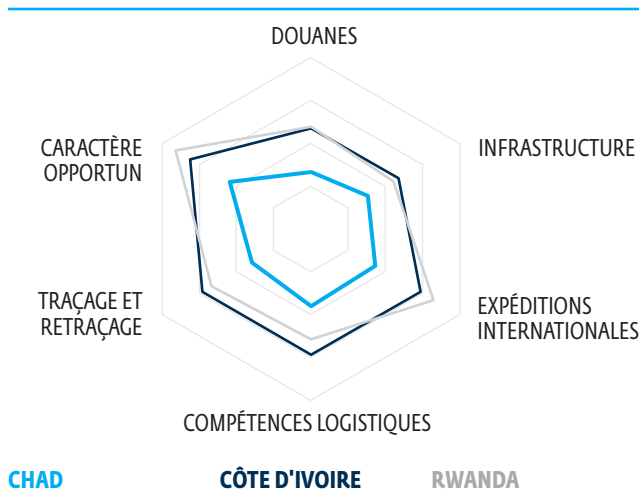 DOUANES
CARACTÈRE
OPPORTUN
INFRASTRUCTURE
TRAÇAGE ET
RETRAÇAGE
EXPÉDITIONS
INTERNATIONALES
COMPÉTENCES LOGISTIQUES
CHAD
CÔTE D'IVOIRE
RWANDA